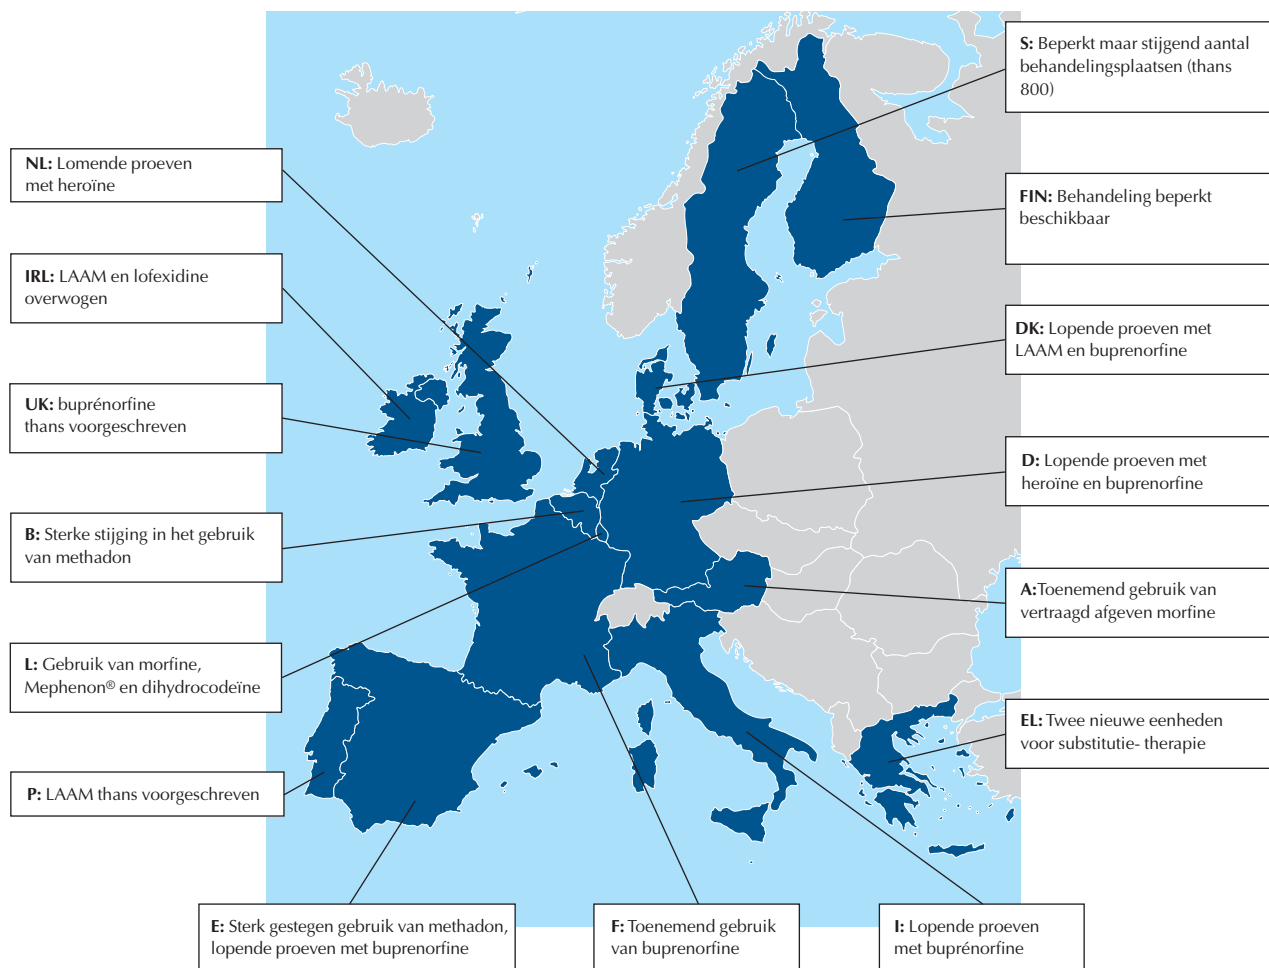 S: Beperkt maar stijgend aantal
behandelingsplaatsen (thans
800)
NL: Lomende proeven
met heroïne
FIN: Behandeling beperkt
beschikbaar
IRL: LAAM en lofexidine
overwogen
DK: Lopende proeven met
LAAM en buprenorfine
UK: buprénorfine
thans voorgeschreven
D: Lopende proeven met
heroïne en buprenorfine
B: Sterke stijging in het gebruik
van methadon
A:Toenemend gebruik van
vertraagd afgeven morfine
L: Gebruik van morfine,
Mephenon® en dihydrocodeïne
EL: Twee nieuwe eenheden
voor substitutie- therapie
P: LAAM thans voorgeschreven
E: Sterk gestegen gebruik van methadon,
lopende proeven met buprenorfine
F: Toenemend gebruik
van buprenorfine
I: Lopende proeven
met buprénorfine